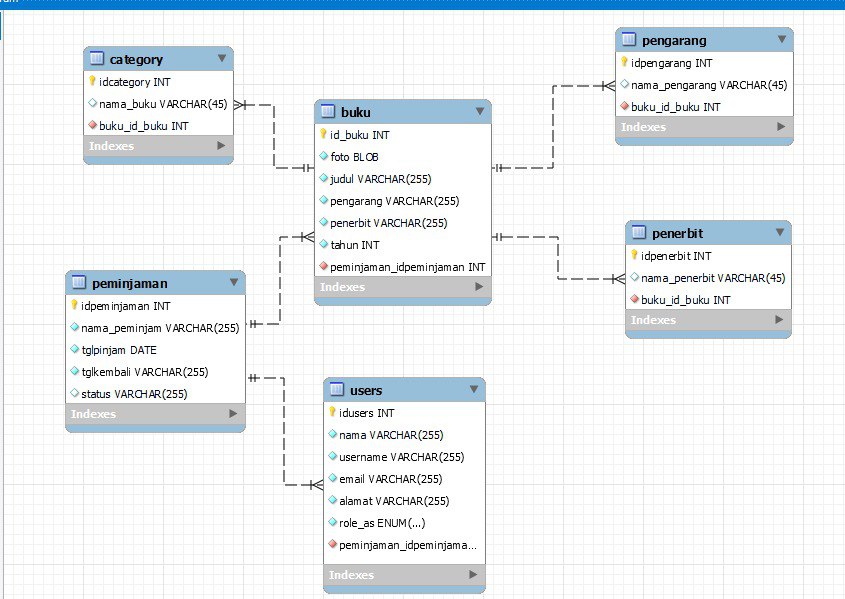 category
idcategory INT
nama_buku VARCHAR(45)
buku_id_buku INT
Indexes
buku
id_buku INT
foto BLOB
judul VARCHAR(255)
pengarang VARCHAR(255)
penerbit VARCHAR(255)
tahun INT
peminjaman_idpeminjaman INT
Indexes
pengarang
idpengarang INT
nama_pengarang VARCHAR(45)
buku_id_buku INT
Indexes
penerbit
idpenerbit INT
nama_penerbit VARCHAR(45)
buku_id_buku INT
Indexes
peminjaman
idpeminjaman INT
nama_peminjam VARCHAR(255)
tglpinjam DATE
tglkembali VARCHAR(255)
status VARCHAR(255)
Indexes
users
idusers INT
nama VARCHAR(255)
username VARCHAR(255)
email VARCHAR(255)
alamat VARCHAR(255)
role_as ENUM(...)
peminjaman_idpeminjama...
Indexes